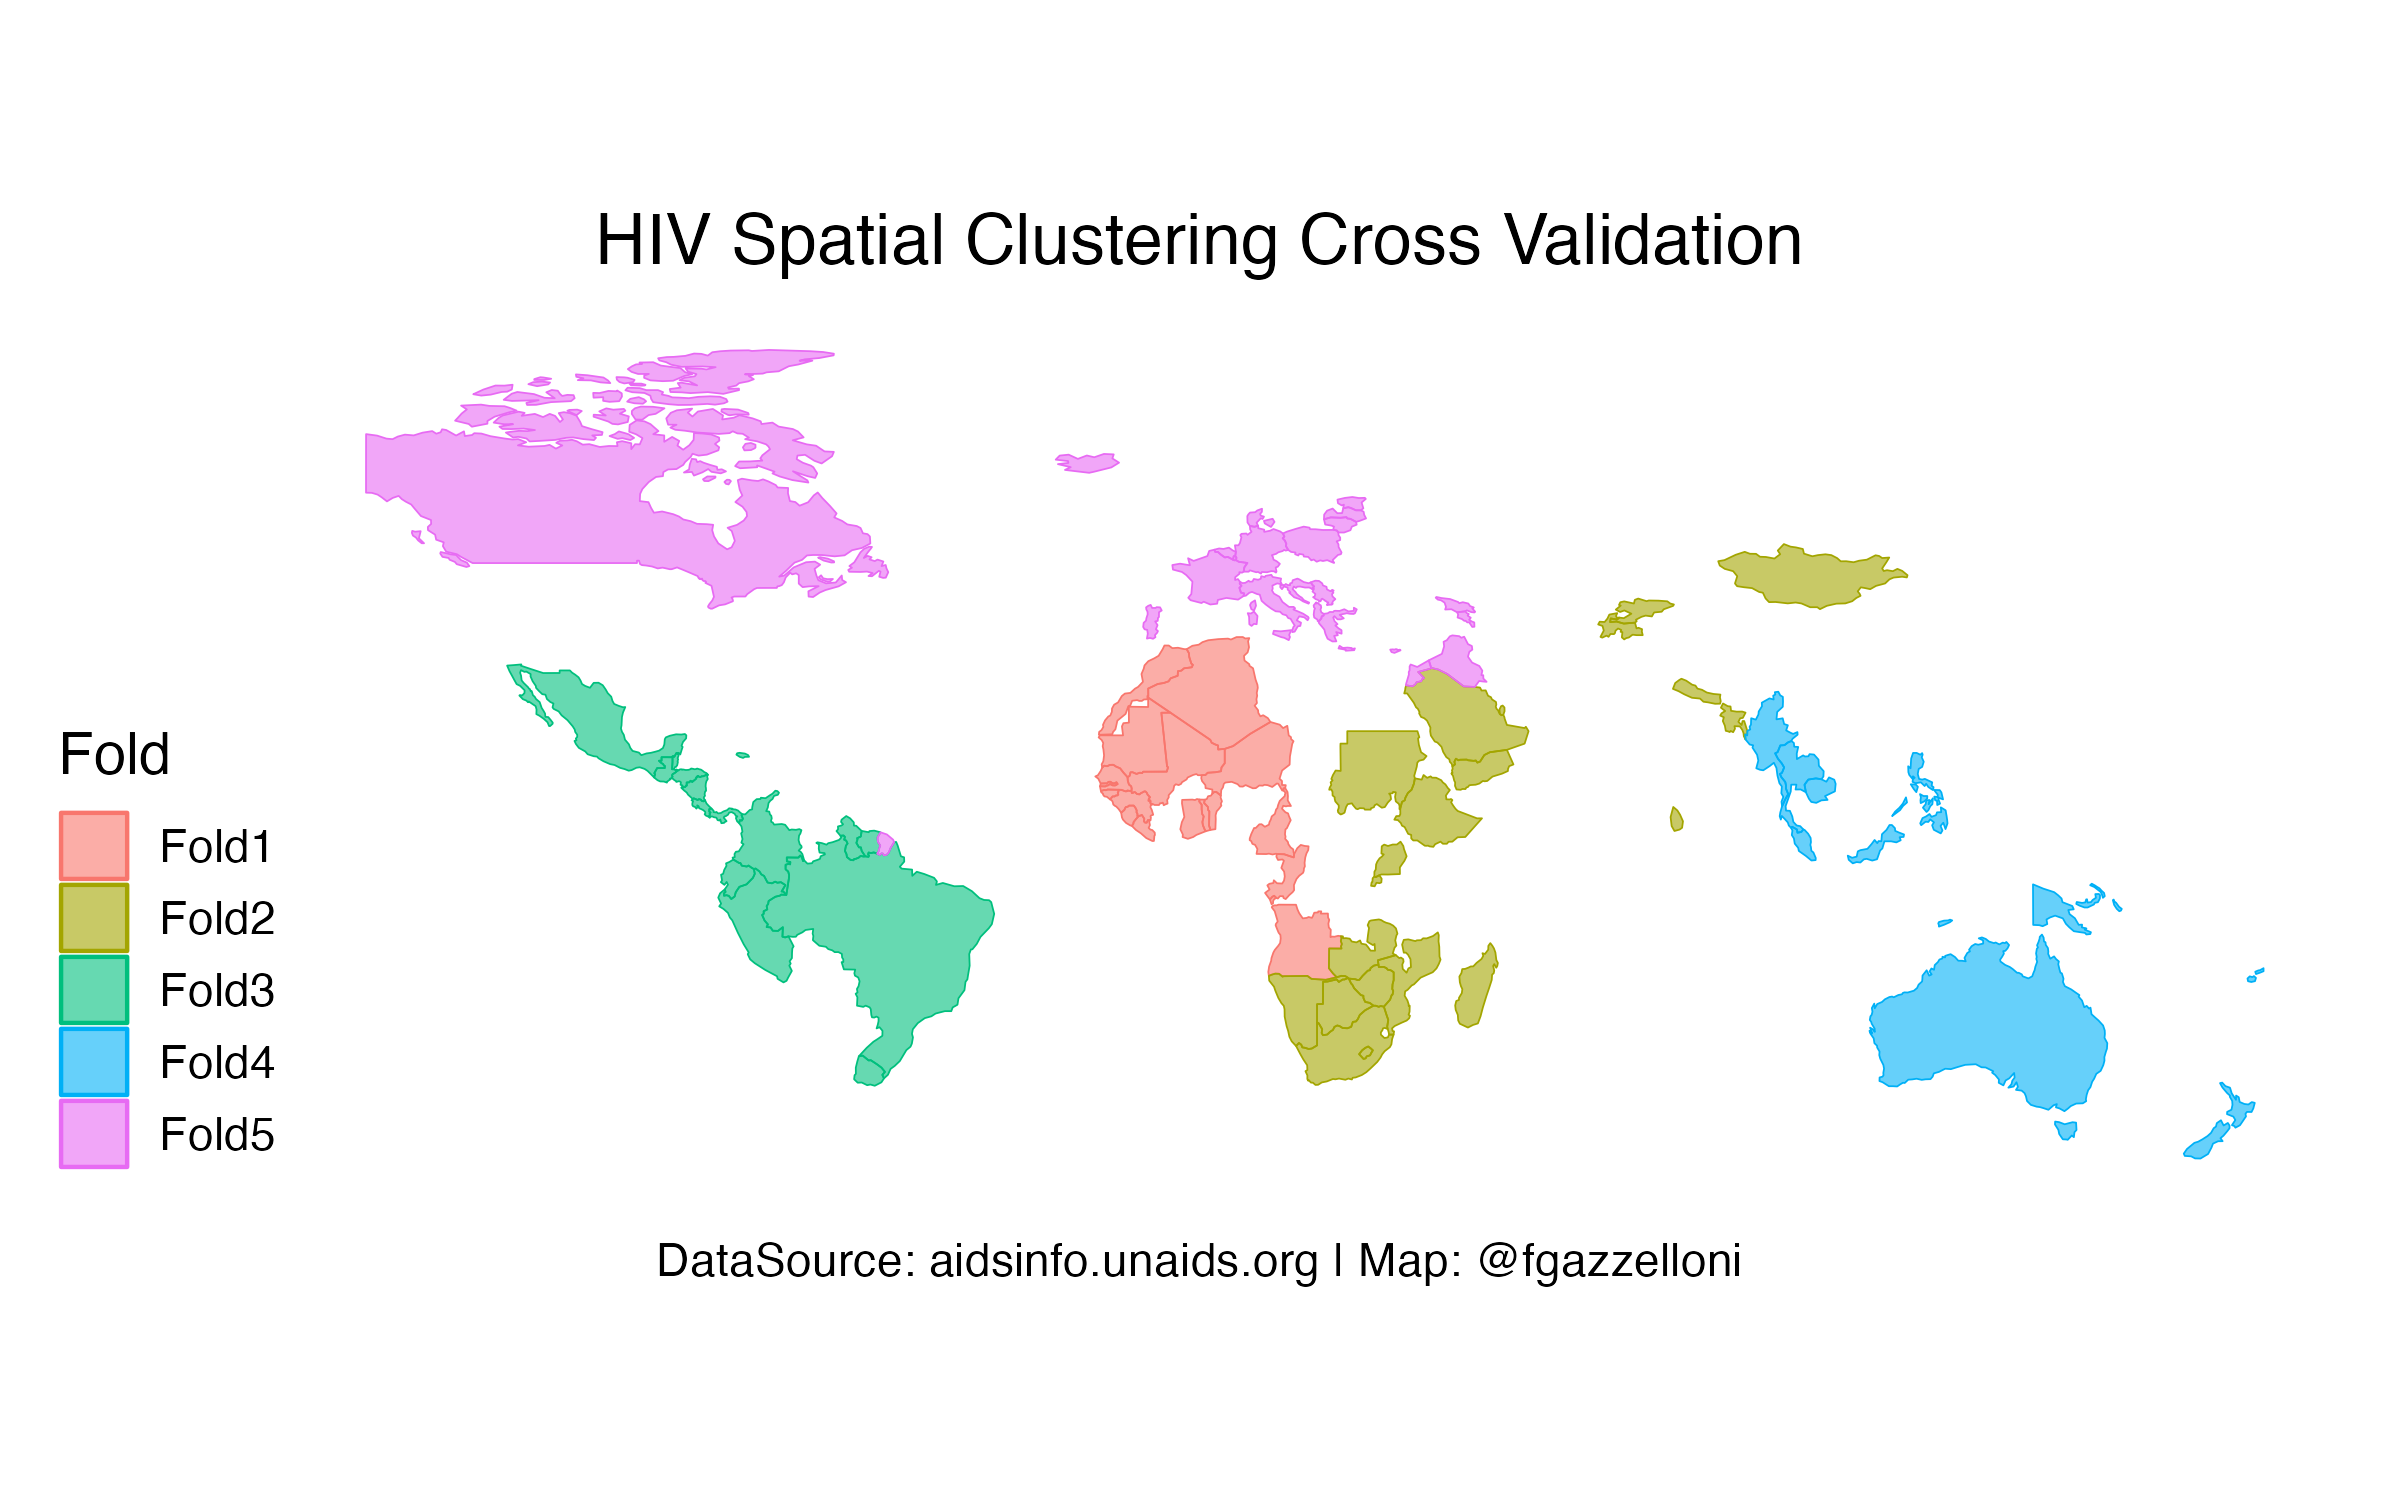 HIV Spatial Clustering Cross Validation
Fold
Fold1
Fold2
Fold3
Fold4
Fold5
DataSource: aidsinfo.unaids.org | Map: @fgazzelloni